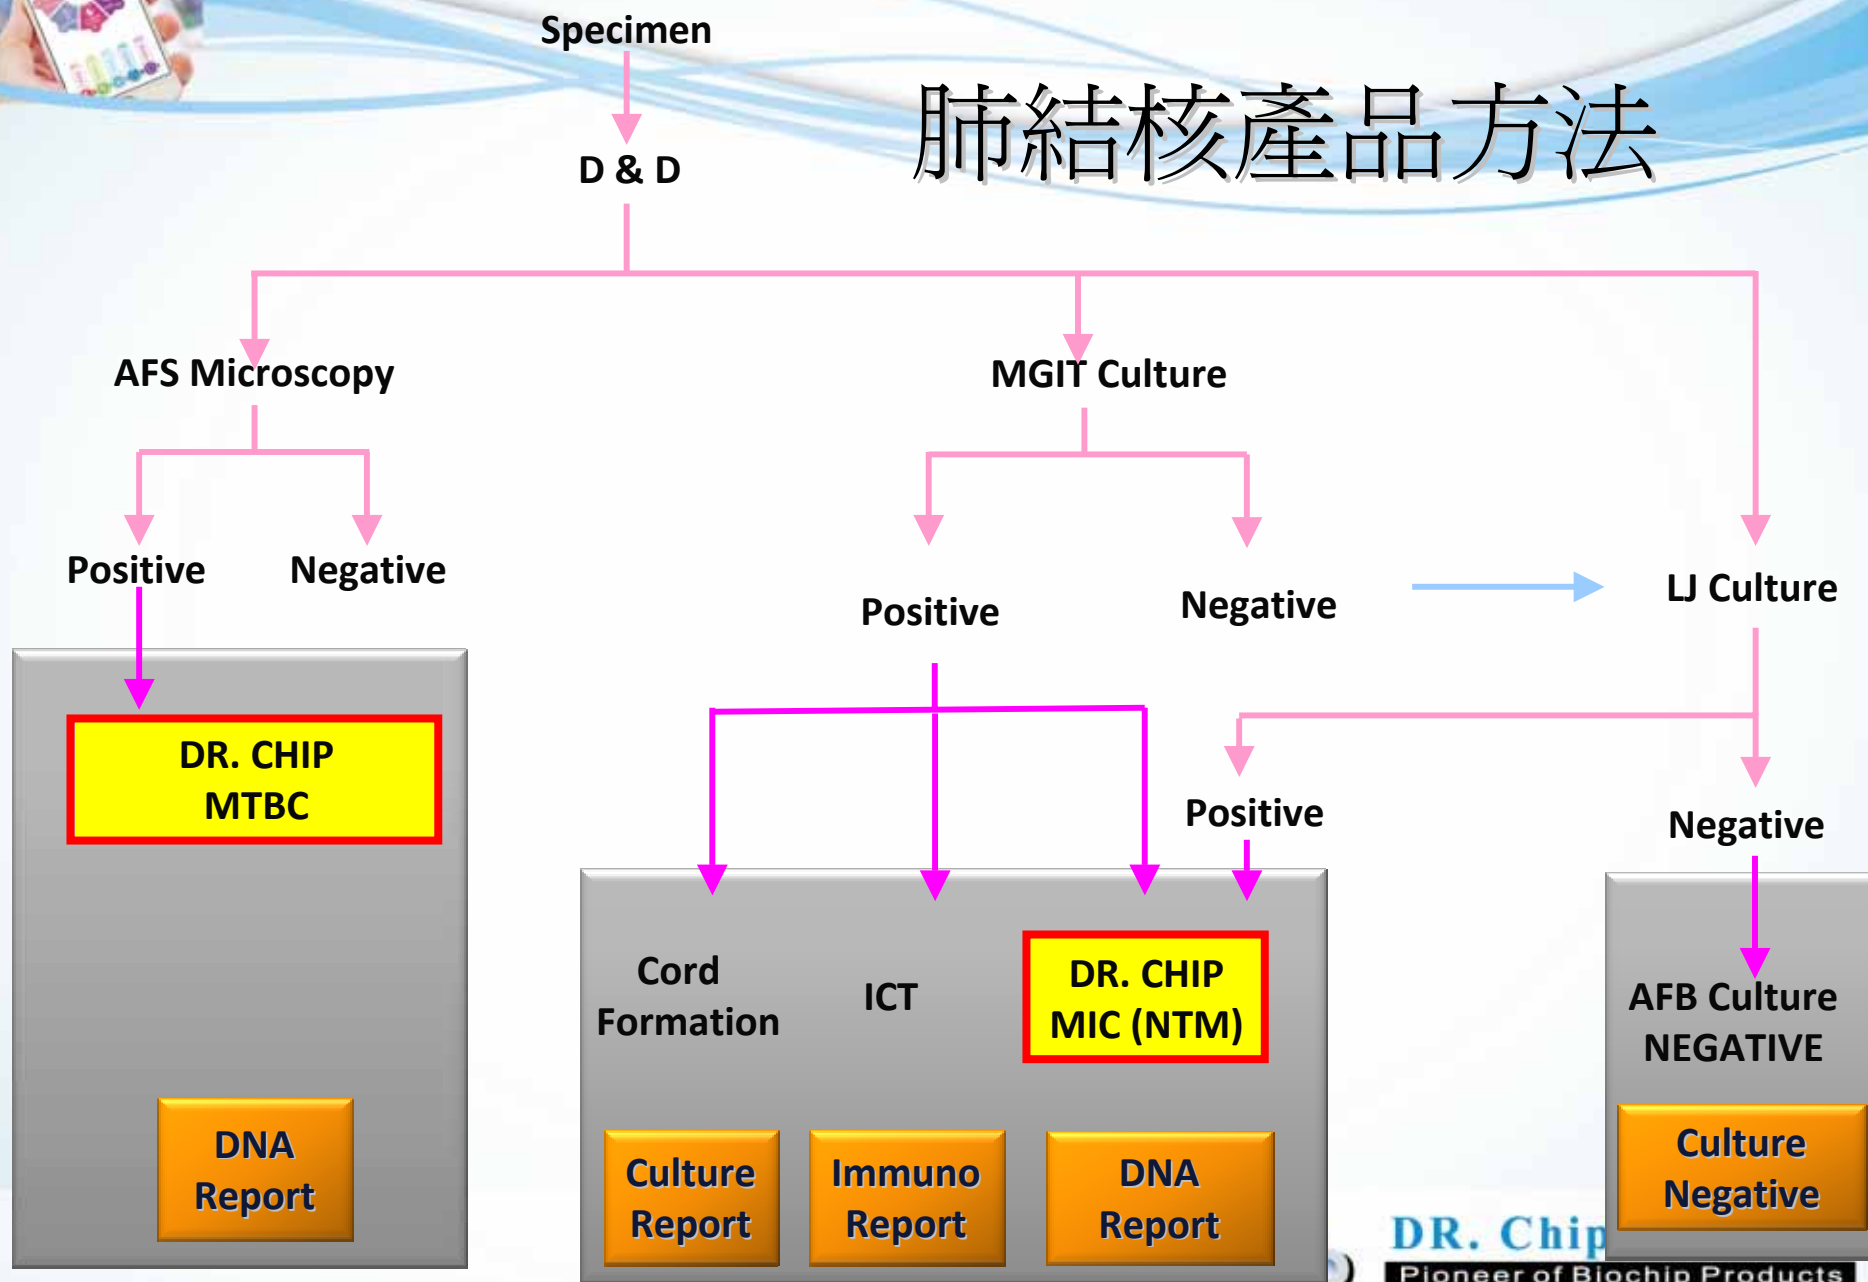 Specimen
肺結核產品方法
D & D
AFS Microscopy
MGIT Culture
Positive
Negative
Positive
Negative
LJ Culture
DR. CHIP
MTBC
Positive
Negative
Cord
Formation
ICT
DR. CHIP
MIC (NTM)
AFB Culture
NEGATIVE
DNA
Report
Culture
Report
Immuno
Report
DNA
Report
Culture
Negative
DR. Chip
Pioneer of Biochip Products